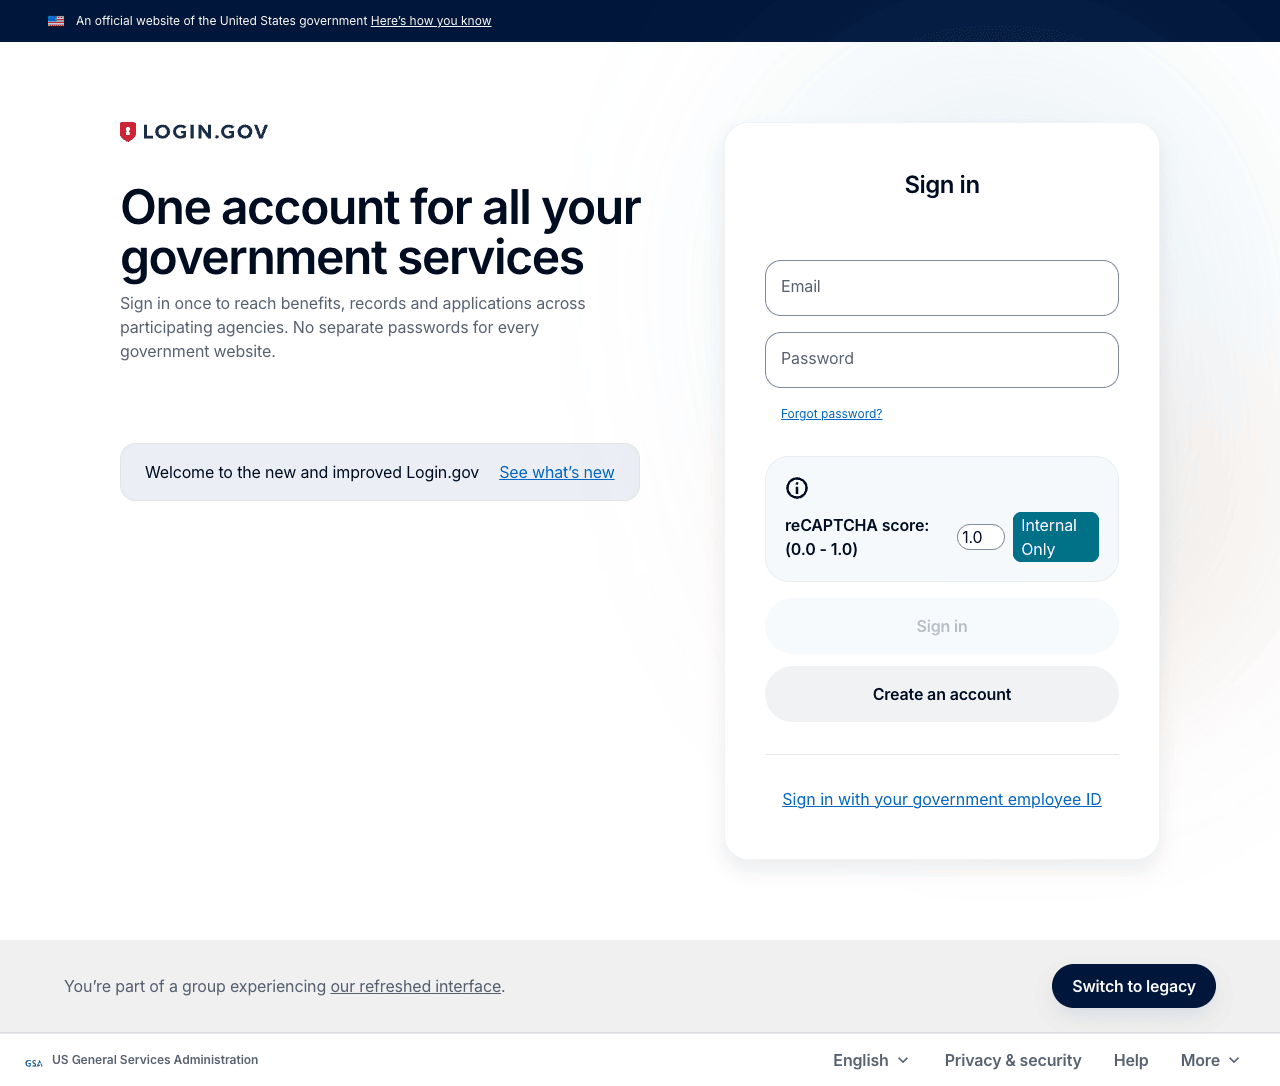 An official website of the United States government Here’s how you know
LOGIN.GOV
One account for all your
government services
Sign in once to reach benefits, records and applications across
participating agencies. No separate passwords for every
government website.
Welcome to the new and improved Login.gov See what’s new
Sign in
Email
Password
Forgot password?
reCAPTCHA score:
(0.0 - 1.0)
1.0
Internal
Only
Sign in
Create an account
Sign in with your government employee ID
You’re part of a group experiencing our refreshed interface.
Switch to legacy
GSA US General Services Administration
English Privacy & security Help More